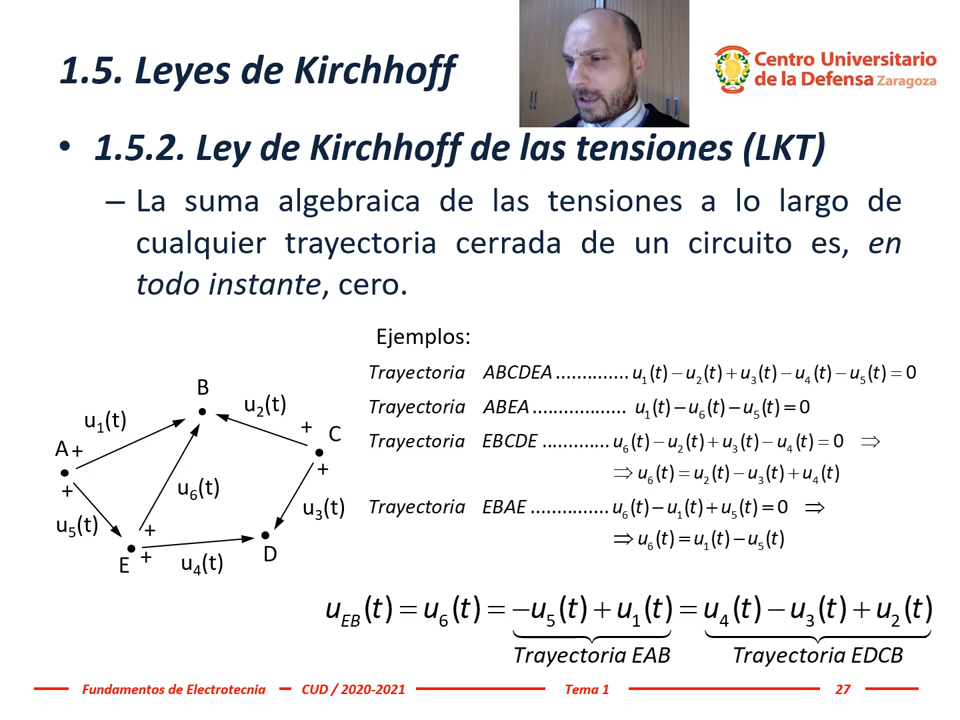 1.5. Leyes de Kirchhoff
Centro Universitario
de la Defensa Zaragoza
• 1.5.2. Ley de Kirchhoff de las tensiones (LKT)
– La suma algebraica de las tensiones a lo largo de
cualquier trayectoria cerrada de un circuito es, en
todo instante, cero.
Ejemplos:
Trayectoria ABCDEA .............. u₁(t) − u₂(t) + u₃(t) − u₄(t) − u₅(t) = 0
Trayectoria ABEA .................. u₁(t) − u₆(t) − u₅(t) = 0
Trayectoria EBCDE ............. u₆(t) − u₂(t) + u₃(t) − u₄(t) = 0 ⇒
⇒ u₆(t) = u₂(t) − u₃(t) + u₄(t)
Trayectoria EBAE ............... u₆(t) − u₁(t) + u₅(t) = 0 ⇒
⇒ u₆(t) = u₁(t) − u₅(t)
B
u₁(t)
u₂(t)
A +
+ C
+
+
u₆(t)
u₃(t)
u₅(t)
+
E +
u₄(t)
D
u_EB(t) = u₆(t) = −u₅(t) + u₁(t) = u₄(t) − u₃(t) + u₂(t)
Trayectoria EAB Trayectoria EDCB
Fundamentos de Electrotecnia CUD / 2020-2021 Tema 1 27